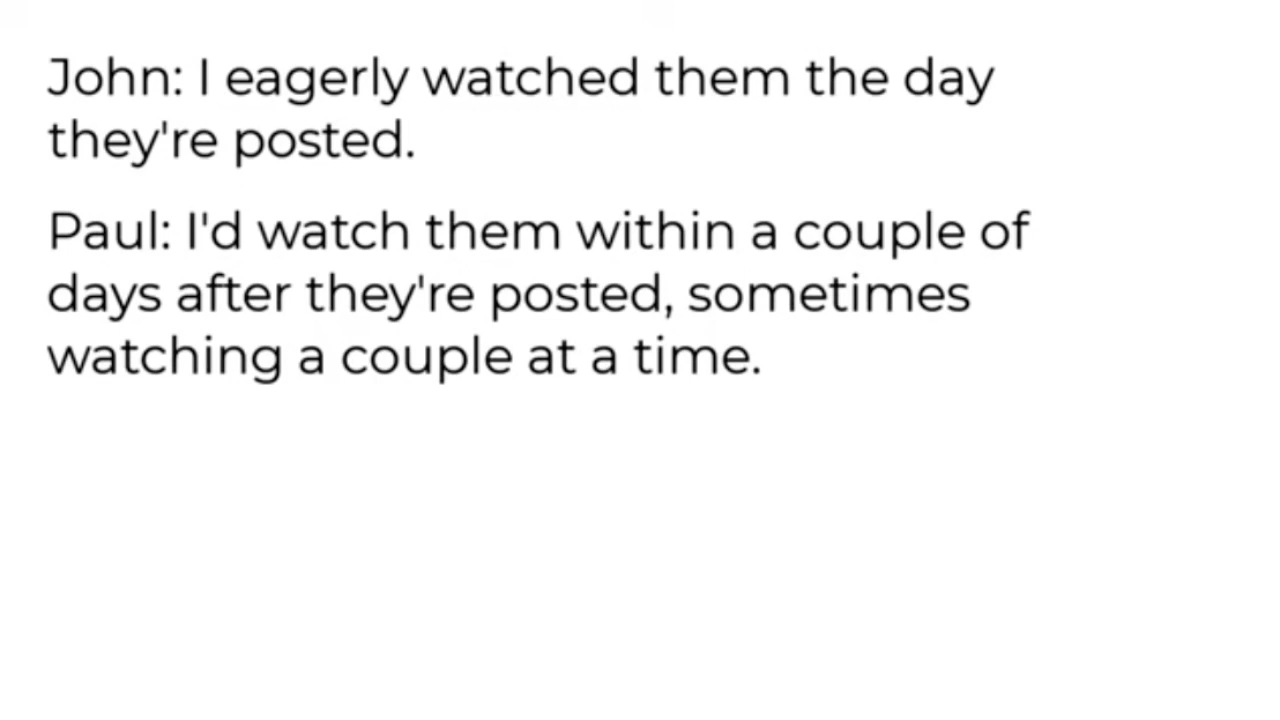 John: I eagerly watched them the day
they're posted.
Paul: I'd watch them within a couple of
days after they're posted, sometimes
watching a couple at a time.